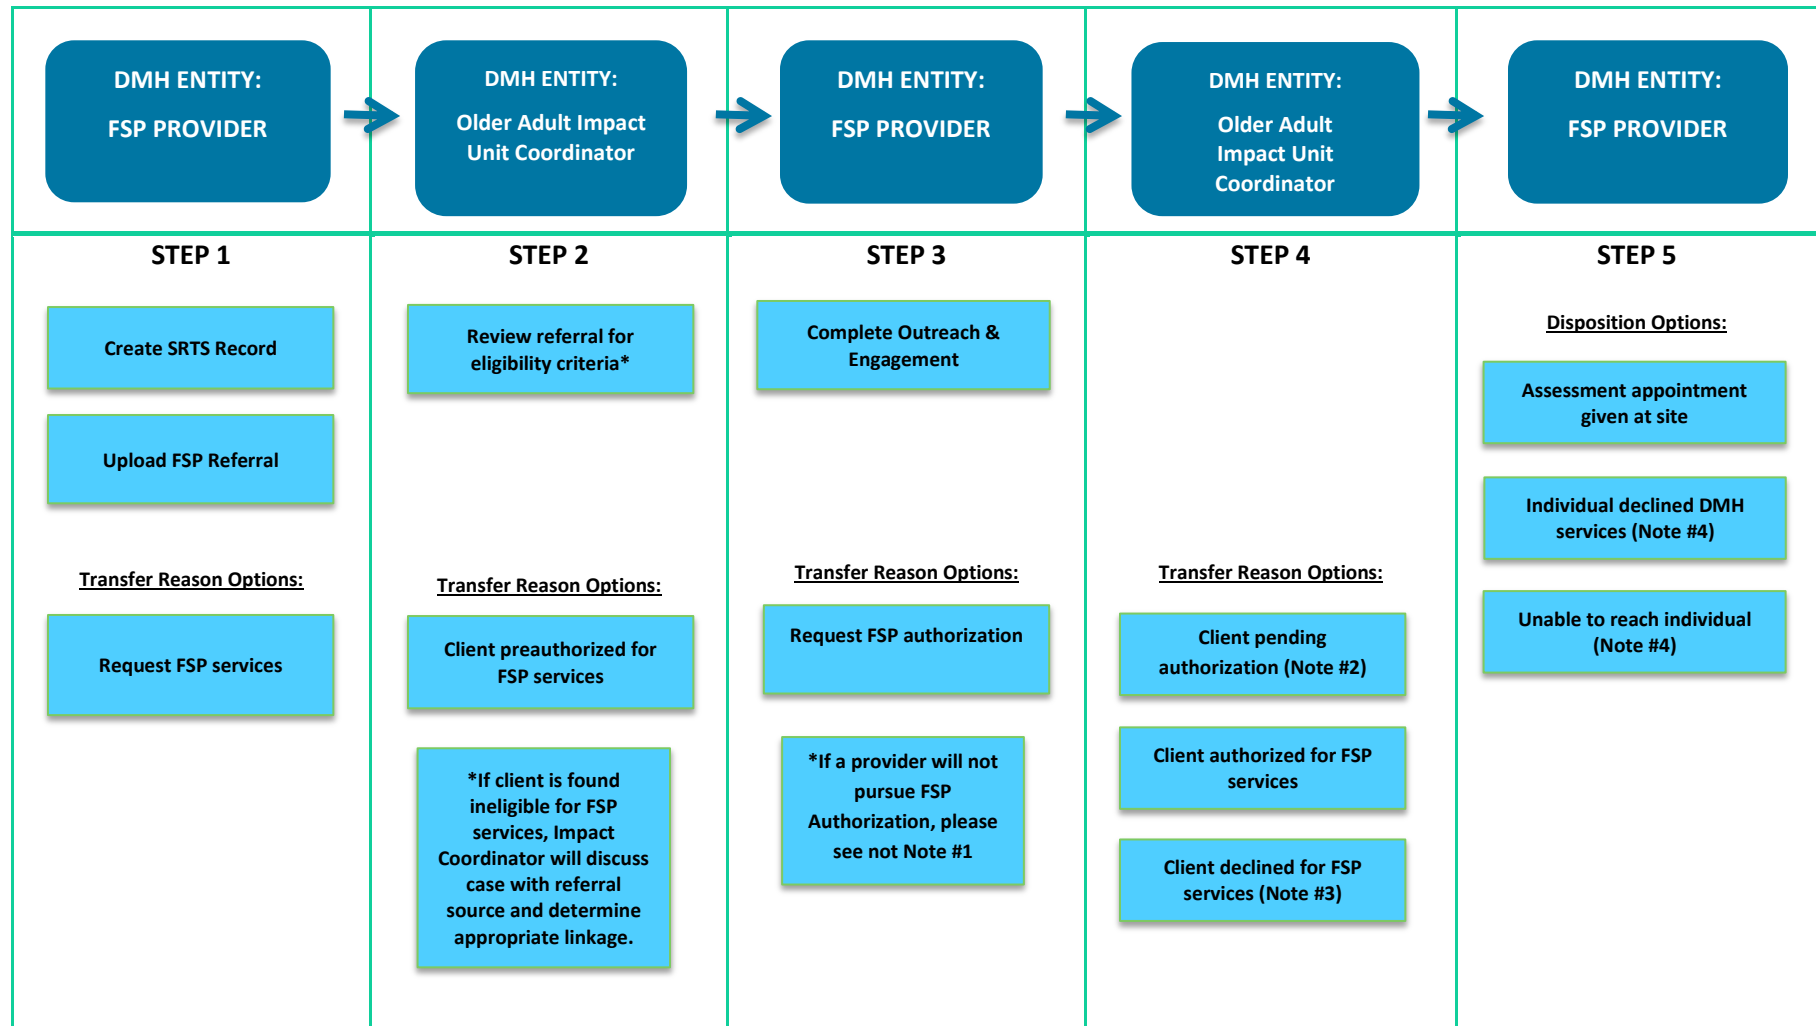 DMH ENTITY:
FSP PROVIDER
DMH ENTITY:
Older Adult Impact
Unit Coordinator
DMH ENTITY:
FSP PROVIDER
DMH ENTITY:
Older Adult
Impact Unit
Coordinator
DMH ENTITY:
FSP PROVIDER
STEP 1
Create SRTS Record
Upload FSP Referral
Transfer Reason Options:
Request FSP services
STEP 2
Review referral for
eligibility criteria*
Transfer Reason Options:
Client preauthorized for
FSP services
*If client is found
ineligible for FSP
services, Impact
Coordinator will discuss
case with referral
source and determine
appropriate linkage.
STEP 3
Complete Outreach &
Engagement
Transfer Reason Options:
Request FSP authorization
*If a provider will not
pursue FSP
Authorization, please
see not Note #1
STEP 4
Transfer Reason Options:
Client pending
authorization (Note #2)
Client authorized for FSP
services
Client declined for FSP
services (Note #3)
STEP 5
Disposition Options:
Assessment appointment
given at site
Individual declined DMH
services (Note #4)
Unable to reach individual
(Note #4)